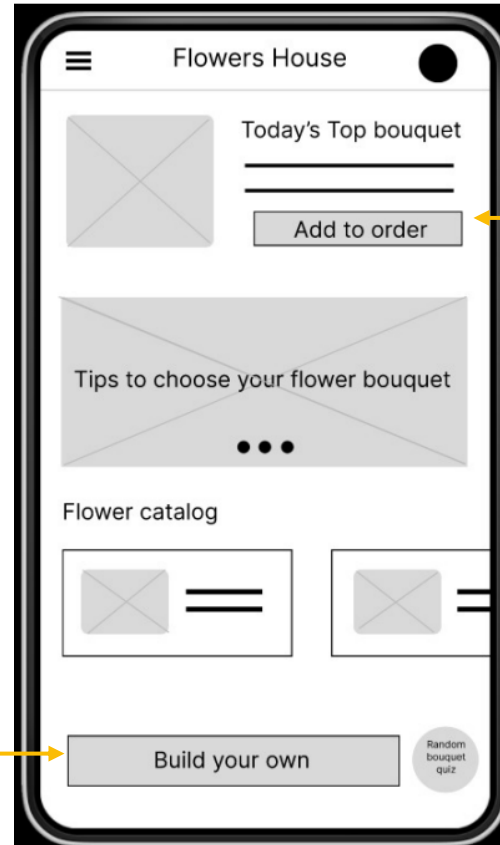 Flowers House
Today's Top bouquet
Add to order
Tips to choose your flower bouquet
Flower catalog
Build your own
Random
bouquet
quiz